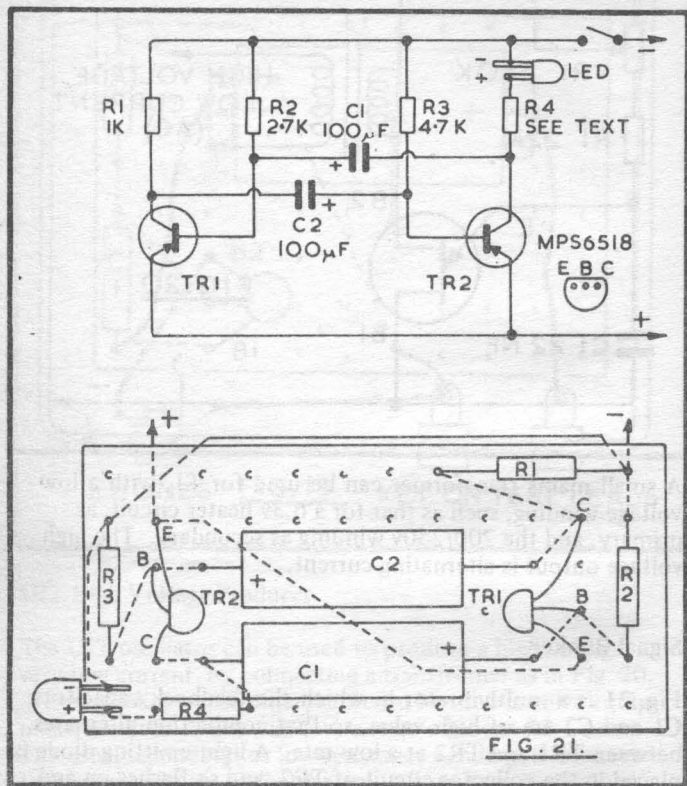 −
+ LED
R1
1K
R2
2·7K
C1
100µF
R3
4·7K
R4
SEE TEXT
+
C2
100µF
+
TR1
TR2
MPS6518
E B C
+
+
−
R1
E
C
C2
R3
B
TR2
+
TR1
B
R2
C
C1
+
E
+
R4
FIG. 21.